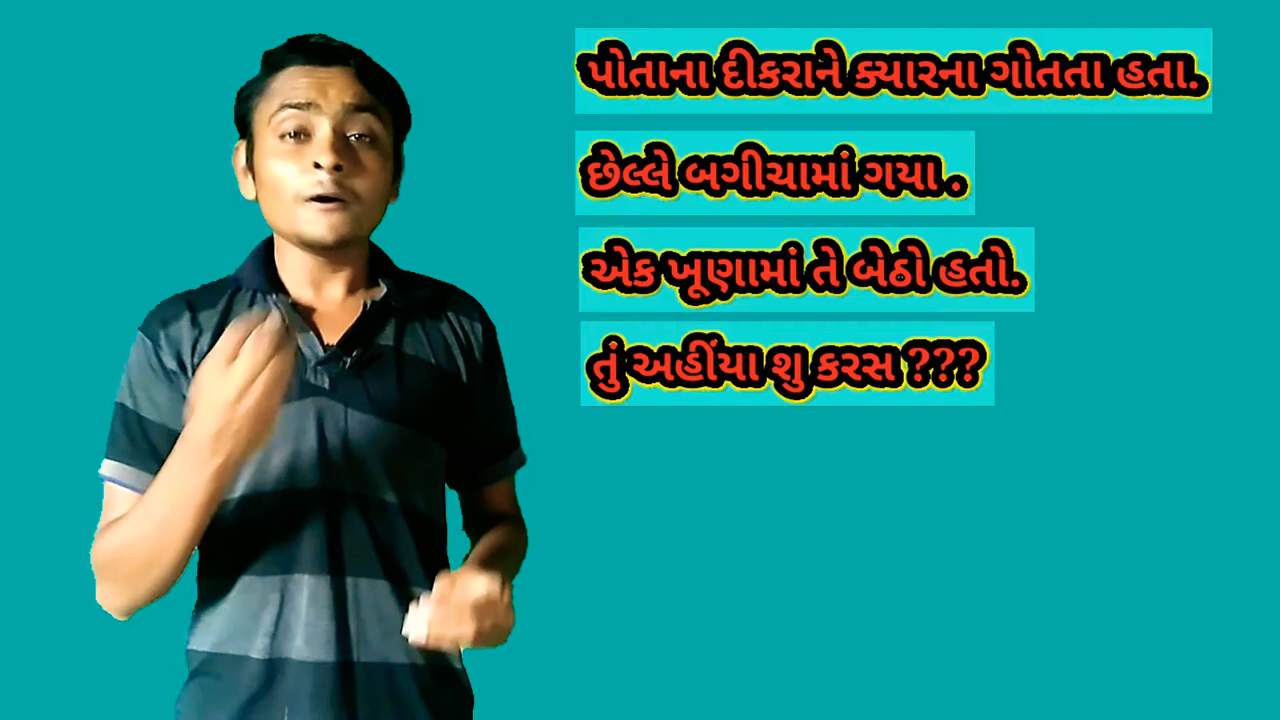 પોતાના દીકરાને ક્યારના ગોતતા હતા.
છેલ્લે બગીચામાં ગયા .
એક ખૂણામાં તે બેઠો હતો.
તું અહીંયા શુ કરસ ???